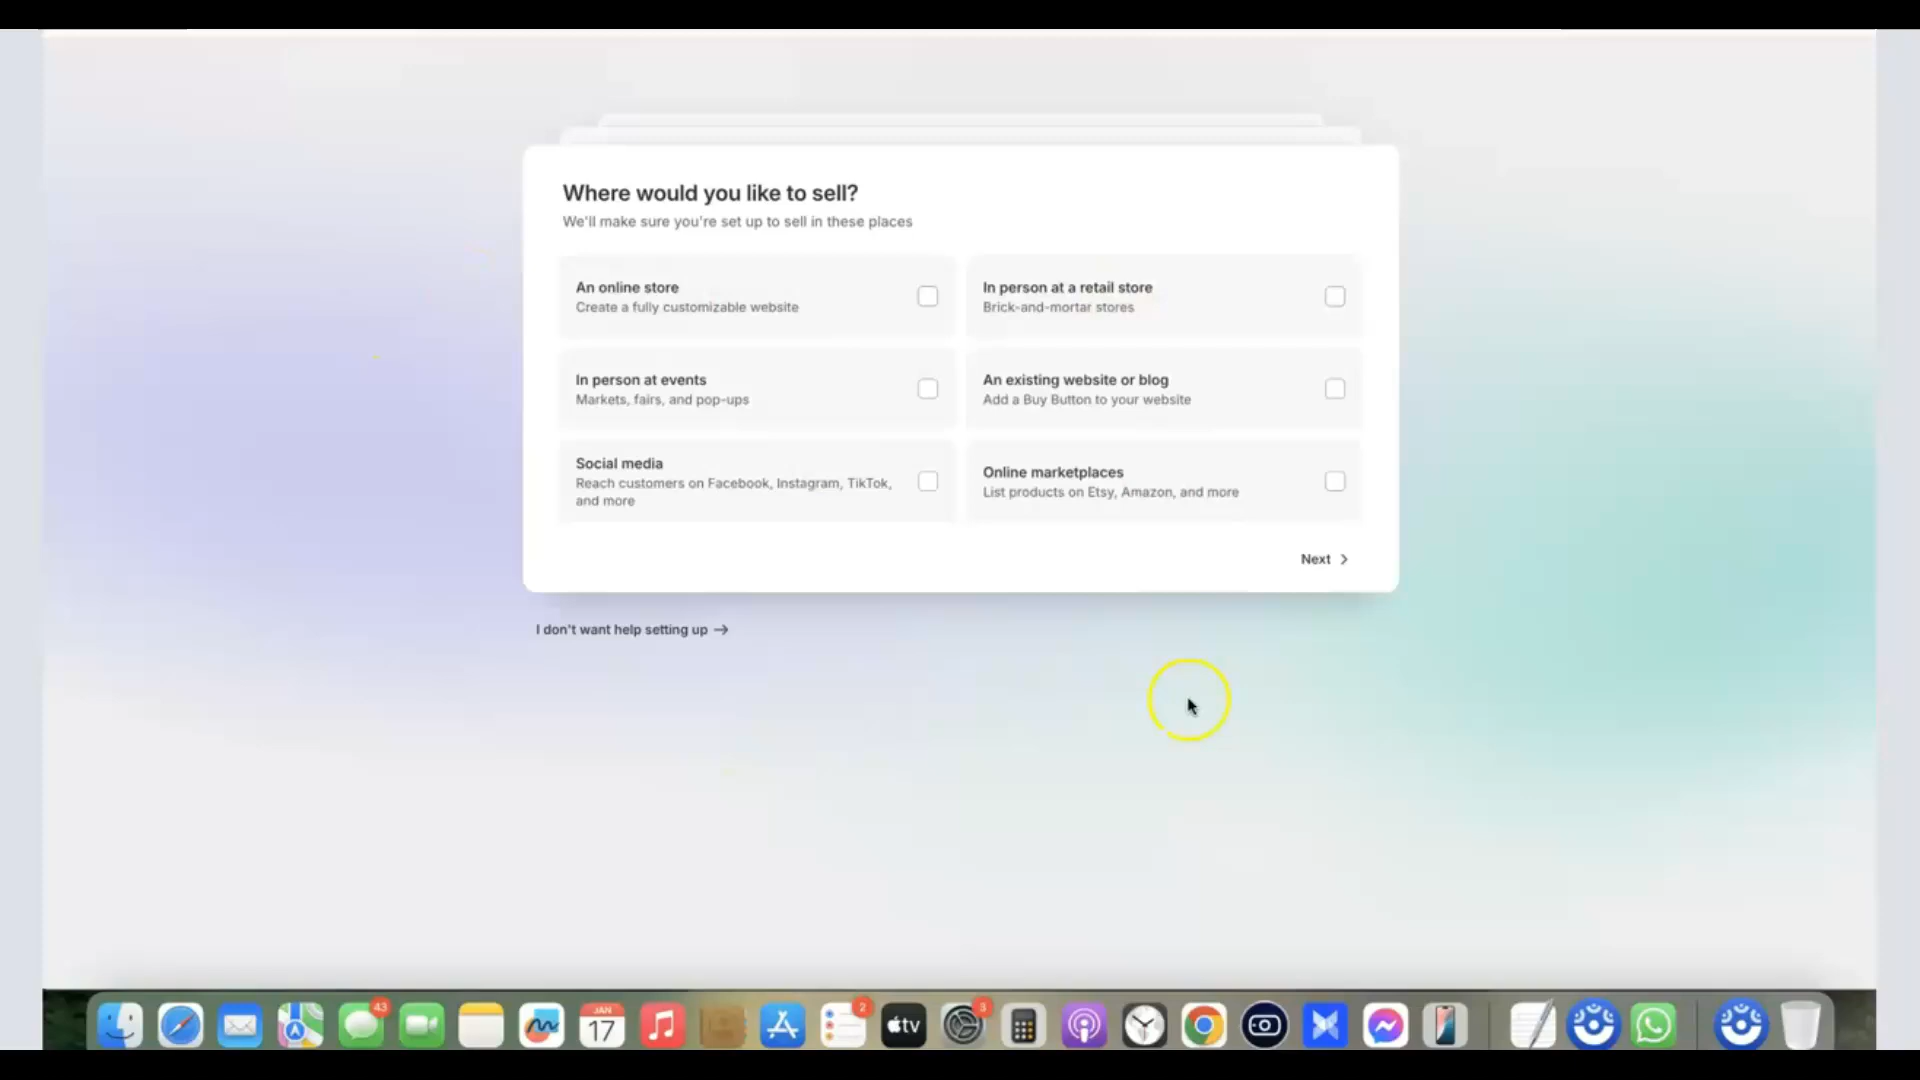 Where would you like to sell?
We'll make sure you're set up to sell in these places
An online store
Create a fully customizable website
In person at a retail store
Brick-and-mortar stores
In person at events
Markets, fairs, and pop-ups
An existing website or blog
Add a Buy Button to your website
Social media
Reach customers on Facebook, Instagram, TikTok,
and more
Online marketplaces
List products on Etsy, Amazon, and more
Next
I don't want help setting up
43
JAN
17
2
tv
3